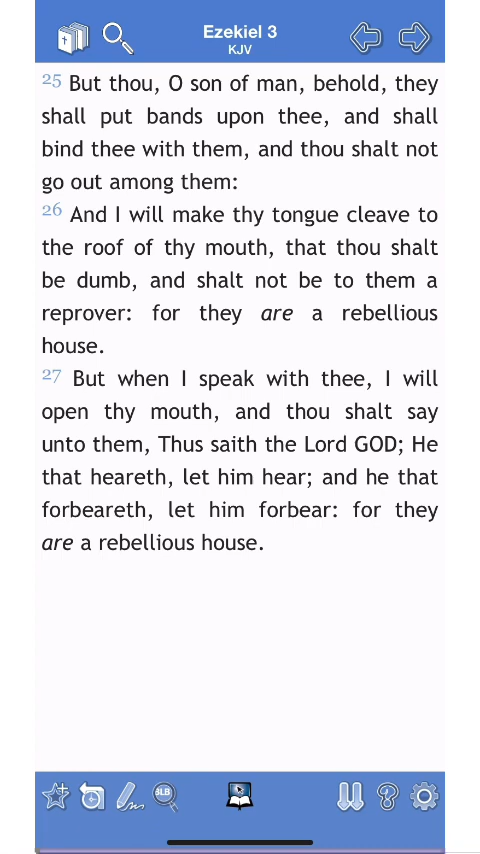 Ezekiel 3
KJV
25 But thou, O son of man, behold, they
shall put bands upon thee, and shall
bind thee with them, and thou shalt not
go out among them:
26 And I will make thy tongue cleave to
the roof of thy mouth, that thou shalt
be dumb, and shalt not be to them a
reprover: for they are a rebellious
house.
27 But when I speak with thee, I will
open thy mouth, and thou shalt say
unto them, Thus saith the Lord GOD; He
that heareth, let him hear; and he that
forbeareth, let him forbear: for they
are a rebellious house.
BLB